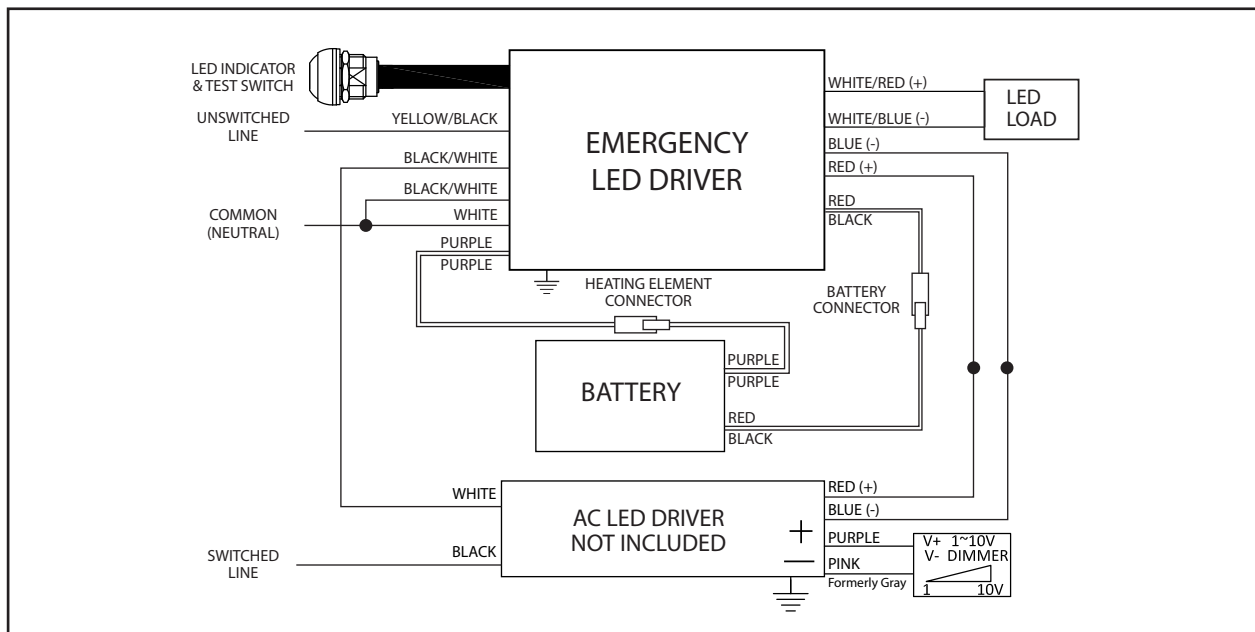 LED INDICATOR
& TEST SWITCH
UNSWITCHED
LINE
YELLOW/BLACK
BLACK/WHITE
BLACK/WHITE
COMMON
(NEUTRAL)
WHITE
PURPLE
PURPLE
EMERGENCY
LED DRIVER
WHITE/RED (+)
WHITE/BLUE (-)
LED
LOAD
BLUE (-)
RED (+)
RED
BLACK
HEATING ELEMENT
CONNECTOR
BATTERY
CONNECTOR
BATTERY
PURPLE
PURPLE
RED
BLACK
WHITE
SWITCHED
LINE
BLACK
AC LED DRIVER
NOT INCLUDED
+
—
RED (+)
BLUE (-)
PURPLE
PINK
Formerly Gray
V+ 1~10V
V- DIMMER
1 10V